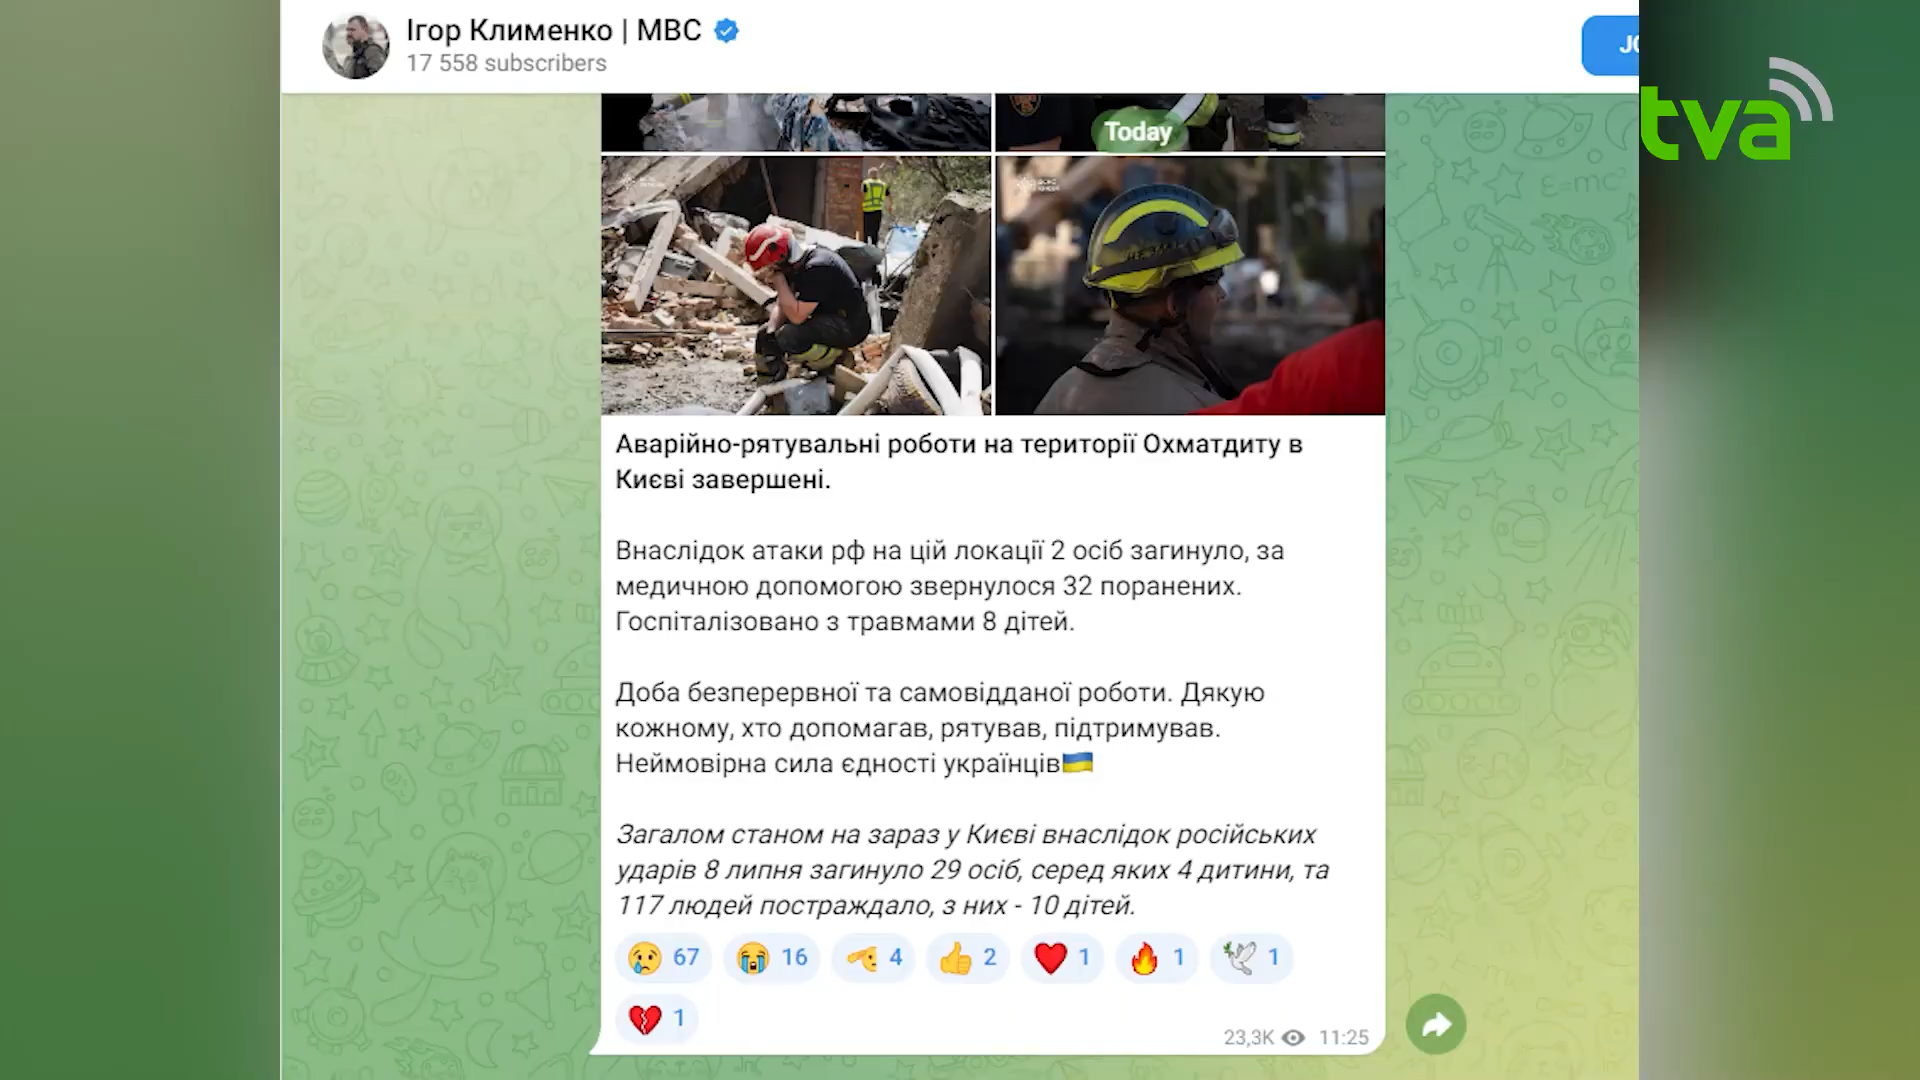 Ігор Клименко | МВС
17 558 subscribers
tva
Today
E=mc²
Аварійно-рятувальні роботи на території Охматдиту в
Києві завершені.
Внаслідок атаки рф на цій локації 2 осіб загинуло, за
медичною допомогою звернулося 32 поранених.
Госпіталізовано з травмами 8 дітей.
Доба безперервної та самовідданої роботи. Дякую
кожному, хто допомагав, рятував, підтримував.
Неймовірна сила єдності українців🇺🇦
Загалом станом на зараз у Києві внаслідок російських
ударів 8 липня загинуло 29 осіб, серед яких 4 дитини, та
117 людей постраждало, з них - 10 дітей.
67 16 4 2 1 1 1
1
23,3K 11:25